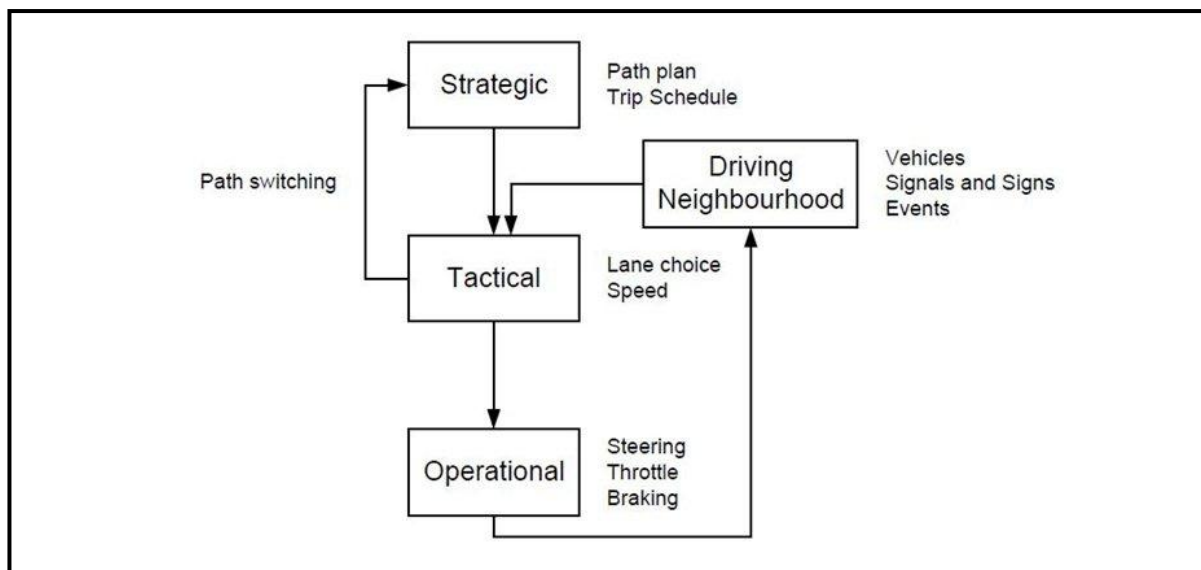 Strategic
Path plan
Trip Schedule
Path switching
Driving
Neighbourhood
Vehicles
Signals and Signs
Events
Tactical
Lane choice
Speed
Operational
Steering
Throttle
Braking